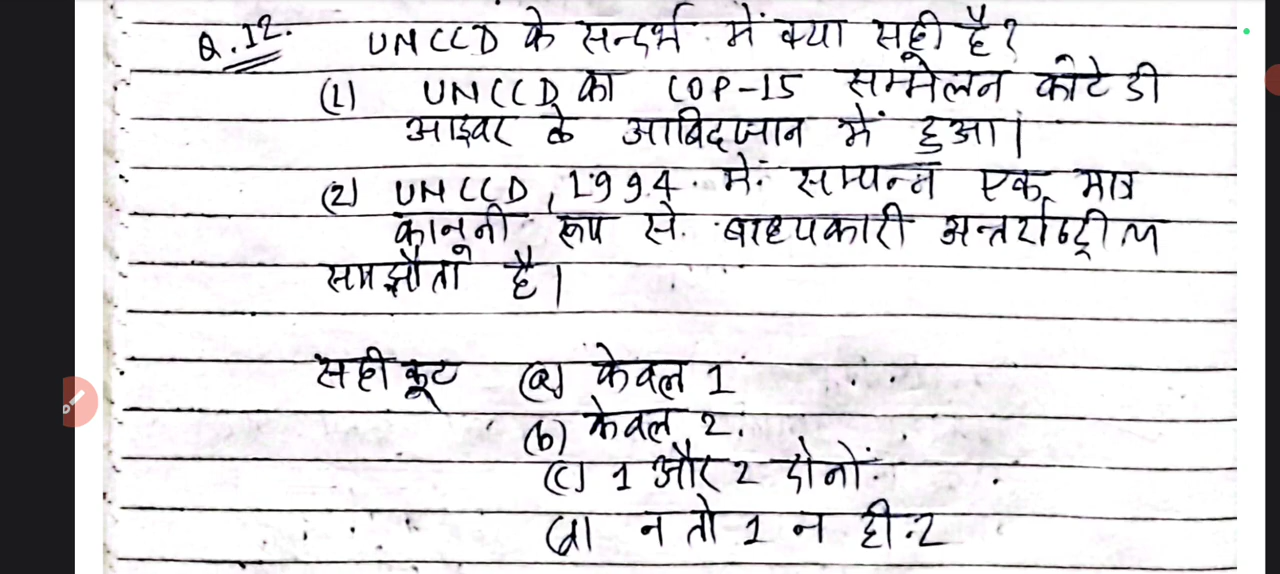 Q.12. UNCCD के सन्दर्भ में क्या सही है?
(1) UNCCD का COP-15 सम्मेलन कोटे डी
आइवर के आबिदजान में हुआ।
(2) UNCCD, 1994 में सम्पन्न एक मात्र
कानूनी रूप से बाध्यकारी अन्तर्राष्ट्रीय
समझौता है।
सही कूट (a) केवल 1
(b) केवल 2.
(c) 1 और 2 दोनों
(d) न तो 1 न ही 2